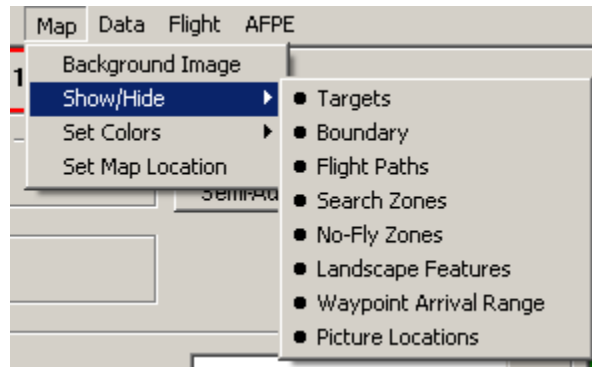 Map Data Flight AFPE
1
Background Image
Show/Hide
Set Colors
Set Map Location
Targets
Boundary
Flight Paths
Search Zones
No-Fly Zones
Landscape Features
Waypoint Arrival Range
Picture Locations